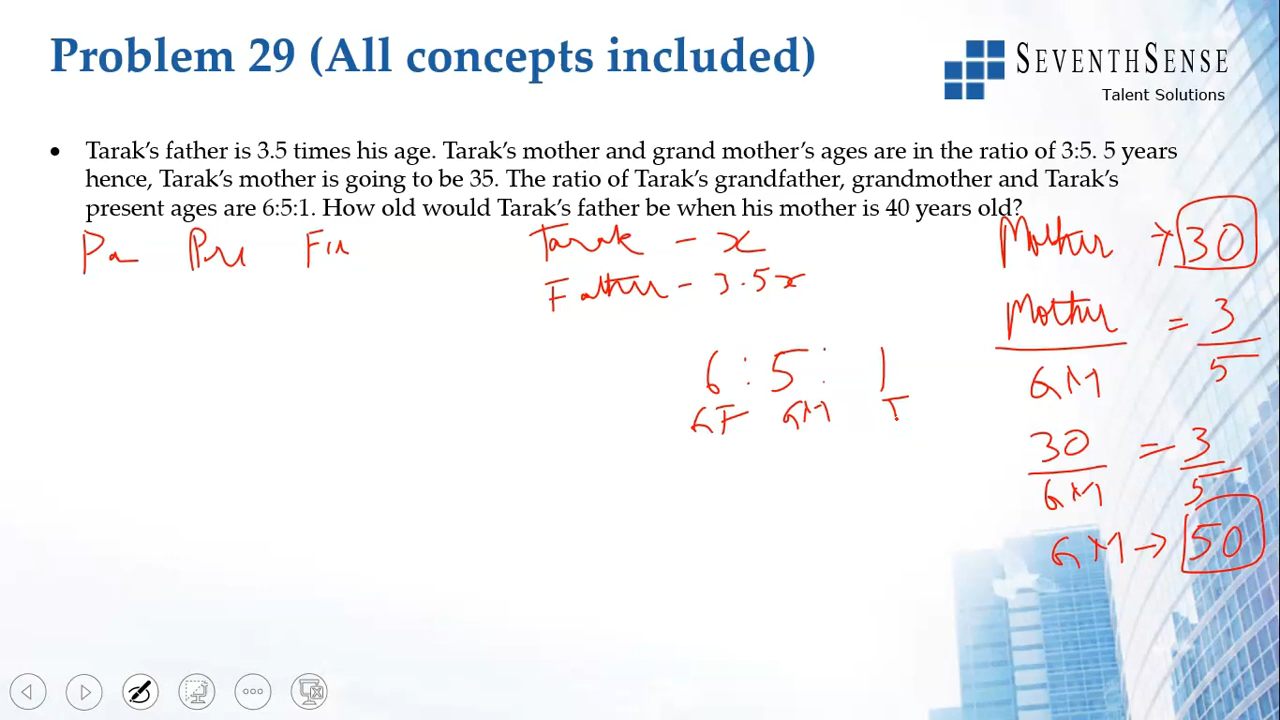 Problem 29 (All concepts included)
SEVENTHSENSE
Talent Solutions
• Tarak's father is 3.5 times his age. Tarak's mother and grand mother's ages are in the ratio of 3:5. 5 years
hence, Tarak's mother is going to be 35. The ratio of Tarak's grandfather, grandmother and Tarak's
present ages are 6:5:1. How old would Tarak's father be when his mother is 40 years old?
Pa Pre Fu
Tarak - x
Father - 3.5x
6 : 5 : 1
GF GM T
Mother → 30
Mother = 3
GM 5
30 = 3
GM 5
GM → 50